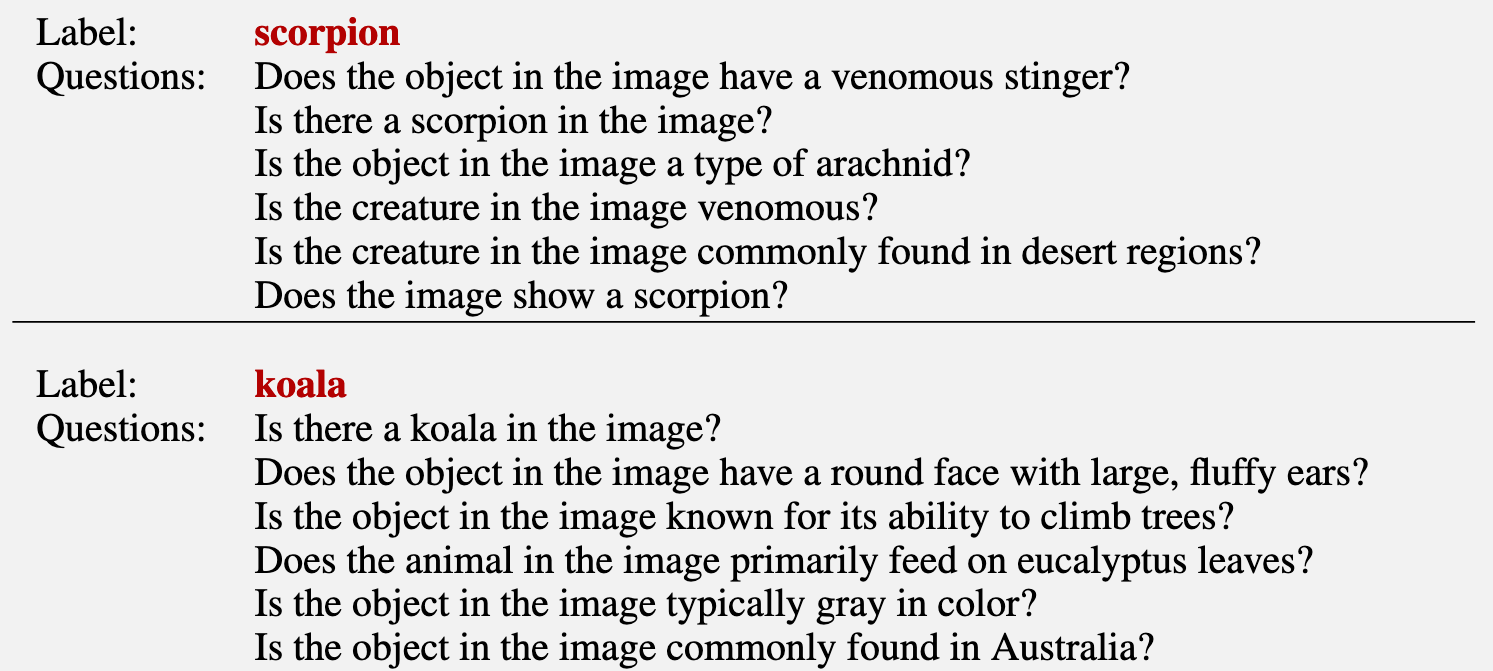 Label: scorpion
Questions: Does the object in the image have a venomous stinger?
Is there a scorpion in the image?
Is the object in the image a type of arachnid?
Is the creature in the image venomous?
Is the creature in the image commonly found in desert regions?
Does the image show a scorpion?
Label: koala
Questions: Is there a koala in the image?
Does the object in the image have a round face with large, fluffy ears?
Is the object in the image known for its ability to climb trees?
Does the animal in the image primarily feed on eucalyptus leaves?
Is the object in the image typically gray in color?
Is the object in the image commonly found in Australia?